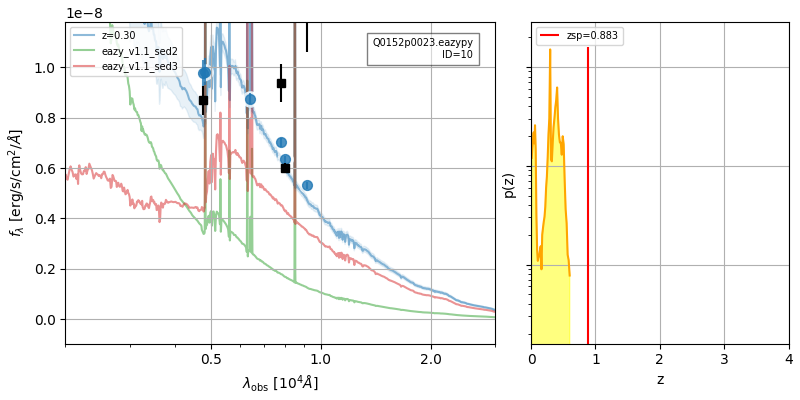 1e−8
z=0.30
eazy_v1.1_sed2
eazy_v1.1_sed3
Q0152p0023.eazypy
ID=10
zsp=0.883
1.0
0.8
0.6
0.4
0.2
0.0
f_λ [erg/s/cm²/Å]
0.5 1.0 2.0
λ_obs [10⁴Å]
p(z)
0 1 2 3 4
z